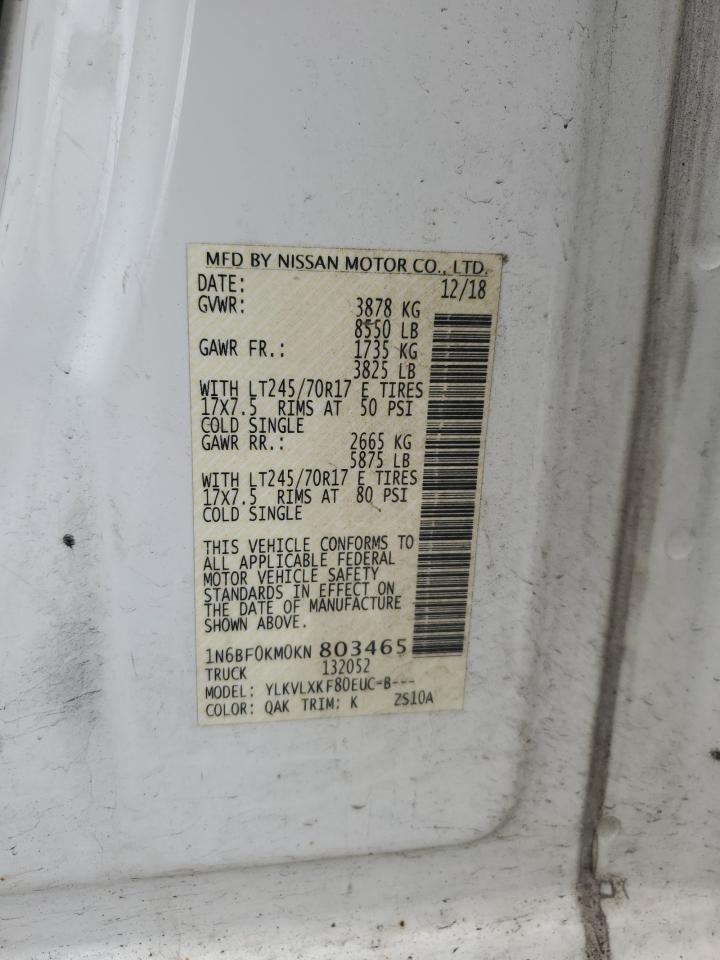 MFD BY NISSAN MOTOR CO., LTD.
DATE: 12/18
GVWR: 3878 KG
8550 LB
GAWR FR.: 1735 KG
3825 LB
WITH LT245/70R17 E TIRES
17X7.5 RIMS AT 50 PSI
COLD SINGLE
GAWR RR.: 2665 KG
5875 LB
WITH LT245/70R17 E TIRES
17X7.5 RIMS AT 80 PSI
COLD SINGLE
THIS VEHICLE CONFORMS TO
ALL APPLICABLE FEDERAL
MOTOR VEHICLE SAFETY
STANDARDS IN EFFECT ON
THE DATE OF MANUFACTURE
SHOWN ABOVE.
1N6BF0KM0KN 803465
TRUCK 132052
MODEL: YLKVLXKF80EUC-B---
COLOR: QAK TRIM: K ZS10A